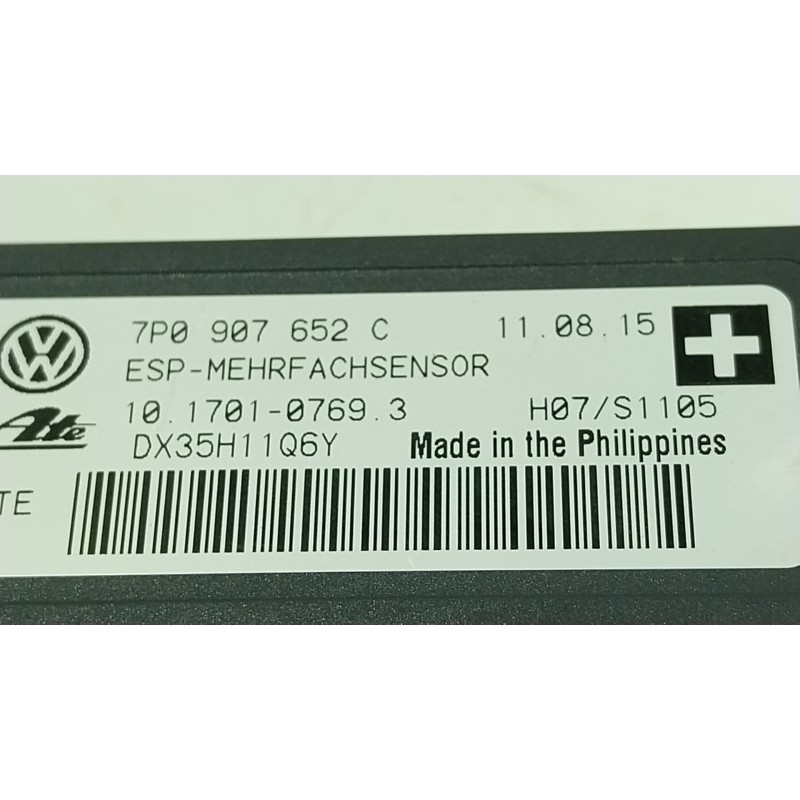 7P0 907 652 C 11.08.15
ESP-MEHRFACHSENSOR
10.1701-0769.3 H07/S1105
Ate DX35H11Q6Y Made in the Philippines
TE